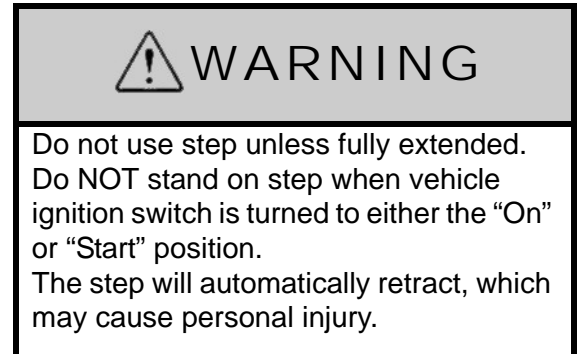 WARNING
Do not use step unless fully extended.
Do NOT stand on step when vehicle
ignition switch is turned to either the “On”
or “Start” position.
The step will automatically retract, which
may cause personal injury.